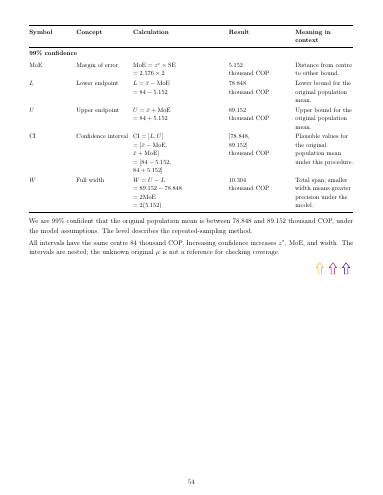 Symbol Concept Calculation Result Meaning in
context
99% confidence
MoE Margin of error MoE = z* × SE 5.152 Distance from centre
= 2.576 × 2 thousand COP to either bound.
L Lower endpoint L = x̄ − MoE 78.848 Lower bound for the
= 84 − 5.152 thousand COP original population
mean.
U Upper endpoint U = x̄ + MoE 89.152 Upper bound for the
= 84 + 5.152 thousand COP original population
mean.
CI Confidence interval CI = [L, U] [78.848, Plausible values for
= [x̄ − MoE, 89.152] the original
x̄ + MoE] thousand COP population mean
= [84 − 5.152, under this procedure.
84 + 5.152]
W Full width W = U − L 10.304 Total span; smaller
= 89.152 − 78.848 thousand COP width means greater
= 2MoE precision under the
= 2(5.152) model.
We are 99% confident that the original population mean is between 78.848 and 89.152 thousand COP, under
the model assumptions. The level describes the repeated-sampling method.
All intervals have the same centre 84 thousand COP. Increasing confidence increases z*, MoE, and width. The
intervals are nested; the unknown original μ is not a reference for checking coverage.
54